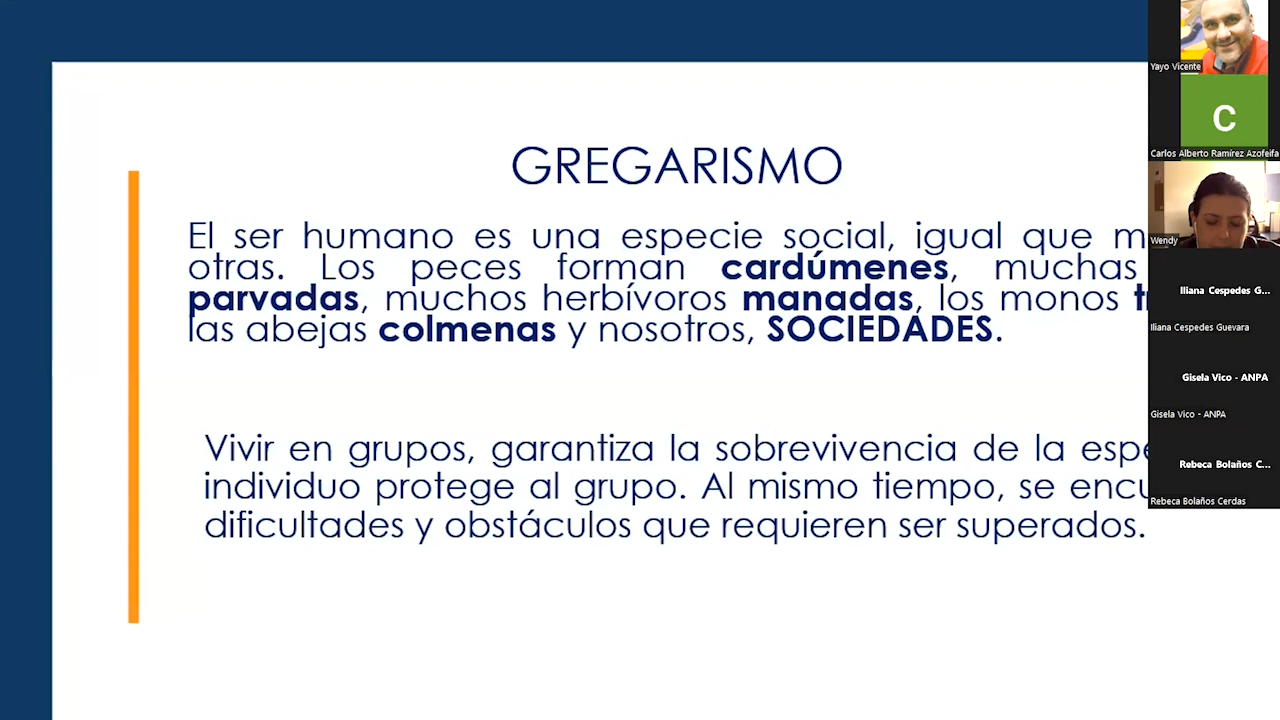 GREGARISMO
El ser humano es una especie social, igual que
otras. Los peces forman cardúmenes, muchas
parvadas, muchos herbívoros manadas, los monos
las abejas colmenas y nosotros, SOCIEDADES.
Vivir en grupos, garantiza la sobrevivencia de la
individuo protege al grupo. Al mismo tiempo, se
dificultades y obstáculos que requieren ser superados.
Yayo Vicente
C
Carlos Alberto Ramírez Azofeifa
Wendy
Iliana Cespedes G...
Iliana Cespedes Guevara
Gisela Vico - ANPA
Gisela Vico - ANPA
Rebeca Bolaños C...
Rebeca Bolaños Cerdas